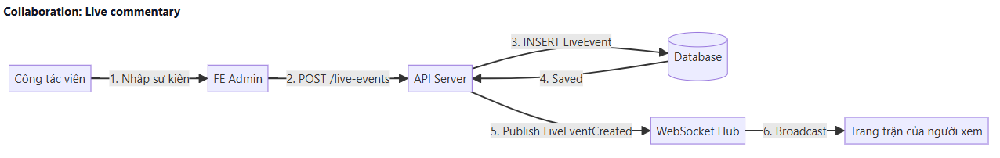 Collaboration: Live commentary
3. INSERT LiveEvent
Database
Cộng tác viên
1. Nhập sự kiện
FE Admin
2. POST /live-events
API Server
4. Saved
5. Publish LiveEventCreated
WebSocket Hub
6. Broadcast
Trang trận của người xem